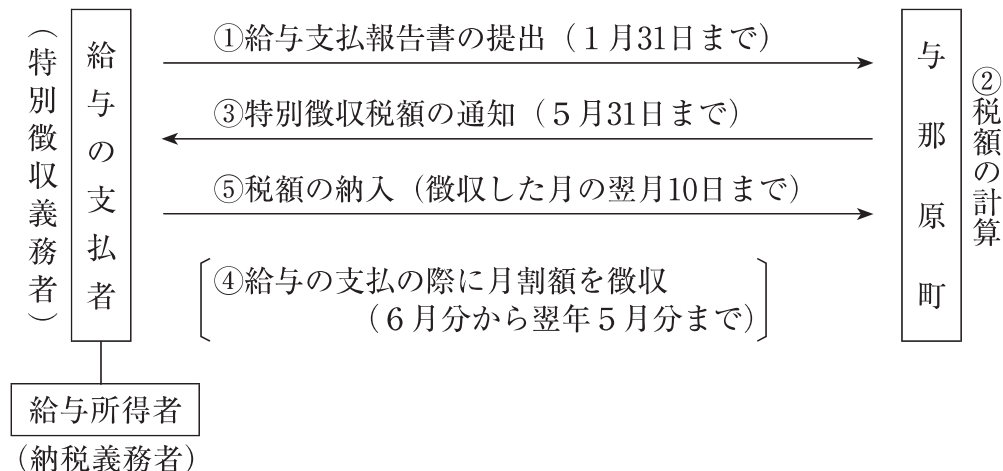 (特別徴収義務者)
給与の支払者
①給与支払報告書の提出（１月31日まで）
③特別徴収税額の通知（５月31日まで）
⑤税額の納入（徴収した月の翌月10日まで）
④給与の支払の際に月割額を徴収
（６月分から翌年５月分まで）
与那原町
②税額の計算
給与所得者
（納税義務者）